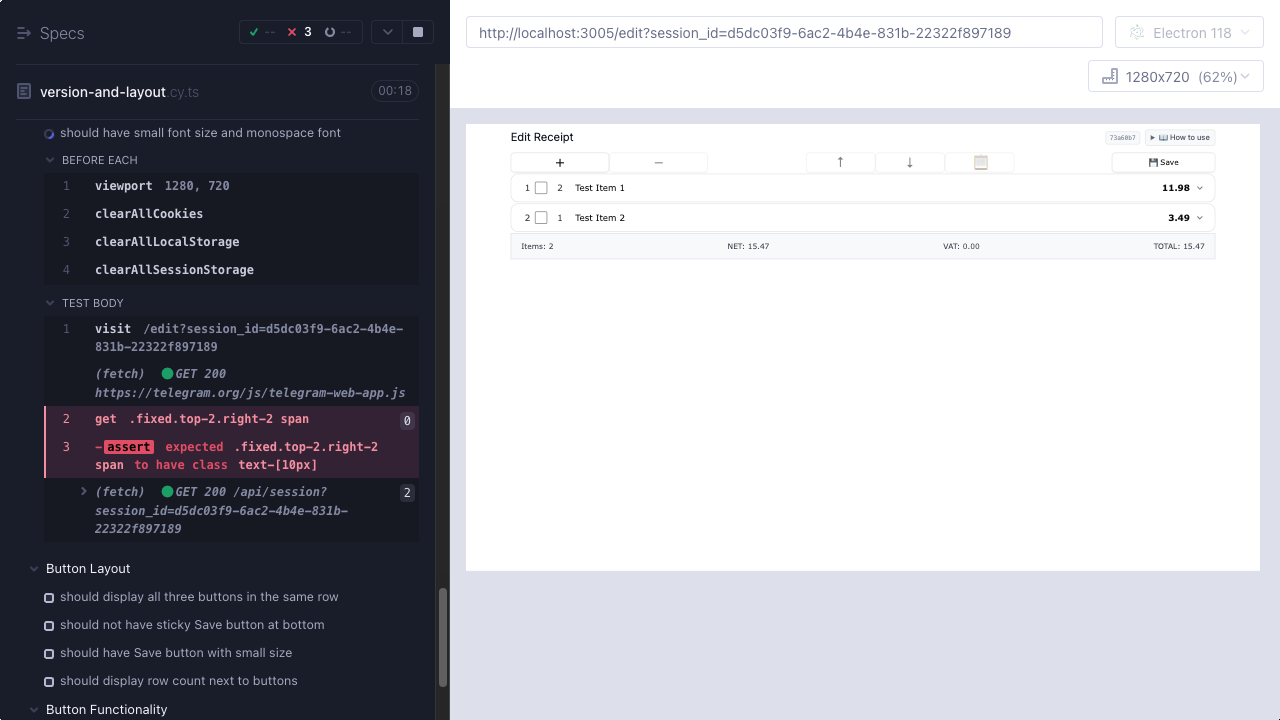 Specs
-- 3 --
version-and-layout.cy.ts 00:18
should have small font size and monospace font
BEFORE EACH
1 viewport 1280, 720
2 clearAllCookies
3 clearAllLocalStorage
4 clearAllSessionStorage
TEST BODY
1 visit /edit?session_id=d5dc03f9-6ac2-4b4e-
831b-22322f897189
(fetch) GET 200
https://telegram.org/js/telegram-web-app.js
2 get .fixed.top-2.right-2 span 0
3 -assert expected .fixed.top-2.right-2
span to have class text-[10px]
(fetch) GET 200 /api/session? 2
session_id=d5dc03f9-6ac2-4b4e-831b-
22322f897189
Button Layout
should display all three buttons in the same row
should not have sticky Save button at bottom
should have Save button with small size
should display row count next to buttons
Button Functionality
http://localhost:3005/edit?session_id=d5dc03f9-6ac2-4b4e-831b-22322f897189
Electron 118
1280x720 (62%)
Edit Receipt 73a60b7 ▶ 📖 How to use
+ − ↑ ↓ 📋 💾 Save
1 2 Test Item 1 11.98
2 1 Test Item 2 3.49
Items: 2 NET: 15.47 VAT: 0.00 TOTAL: 15.47